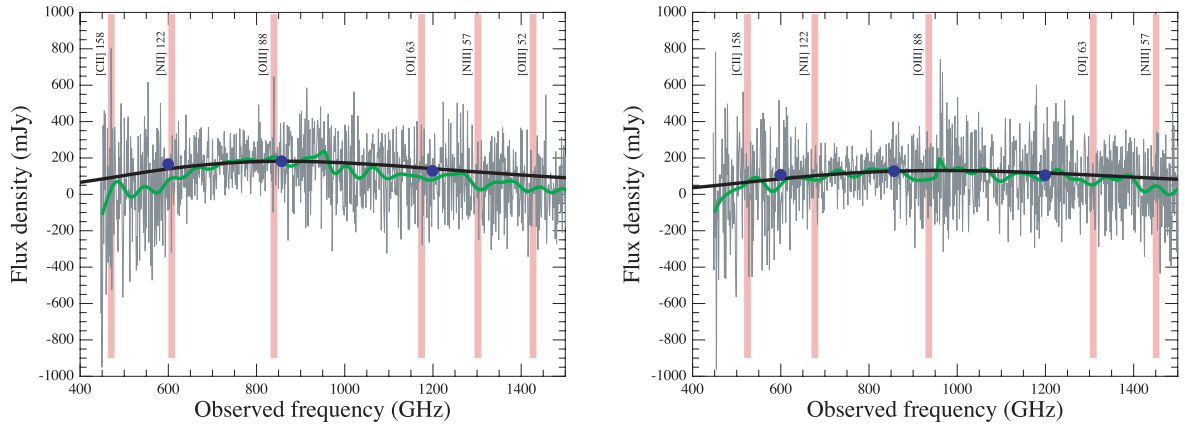 1000
800
600
400
200
0
-200
-400
-600
-800
-1000
Flux density (mJy)
[CII] 158
[NII] 122
[OIII] 88
[OI] 63
[NIII] 57
[OIII] 52
400
600
800
1000
1200
1400
Observed frequency (GHz)
1000
800
600
400
200
0
-200
-400
-600
-800
-1000
Flux density (mJy)
[CII] 158
[NII] 122
[OIII] 88
[OI] 63
[NIII] 57
400
600
800
1000
1200
1400
Observed frequency (GHz)